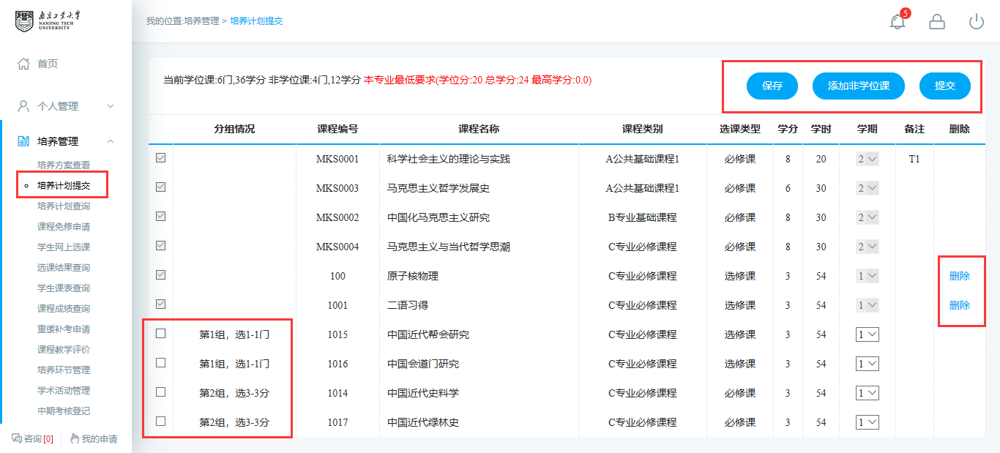 南京工业大学
NANJING TECH
UNIVERSITY
我的位置:培养管理 > 培养计划提交
5
首页
个人管理
培养管理
培养方案查看
培养计划提交
培养计划查询
课程免修申请
学生网上选课
选课结果查询
学生课表查询
课程成绩查询
重缓补考申请
课程教学评价
培养环节管理
学术活动管理
中期考核登记
咨询[0] 我的申请
当前学位课:6门,36学分 非学位课:4门,12学分 本专业最低要求(学位分:20 总学分:24 最高学分:0.0)
保存 添加非学位课 提交
分组情况 课程编号 课程名称 课程类别 选课类型 学分 学时 学期 备注 删除
MKS0001 科学社会主义的理论与实践 A公共基础课程1 必修课 8 20 2 T1
MKS0003 马克思主义哲学发展史 A公共基础课程1 必修课 6 30 2
MKS0002 中国化马克思主义研究 B专业基础课程 必修课 8 30 2
MKS0004 马克思主义与当代哲学思潮 C专业必修课程 必修课 8 30 2
100 原子核物理 C专业必修课程 选修课 3 54 1 删除
1001 二语习得 C专业必修课程 选修课 3 54 1 删除
第1组，选1-1门 1015 中国近代帮会研究 C专业必修课程 选修课 3 54 1
第1组，选1-1门 1016 中国会道门研究 C专业必修课程 选修课 3 54 1
第2组，选3-3分 1014 中国近代史料学 C专业必修课程 必修课 3 54 1
第2组，选3-3分 1017 中国近代绿林史 C专业必修课程 必修课 3 54 1